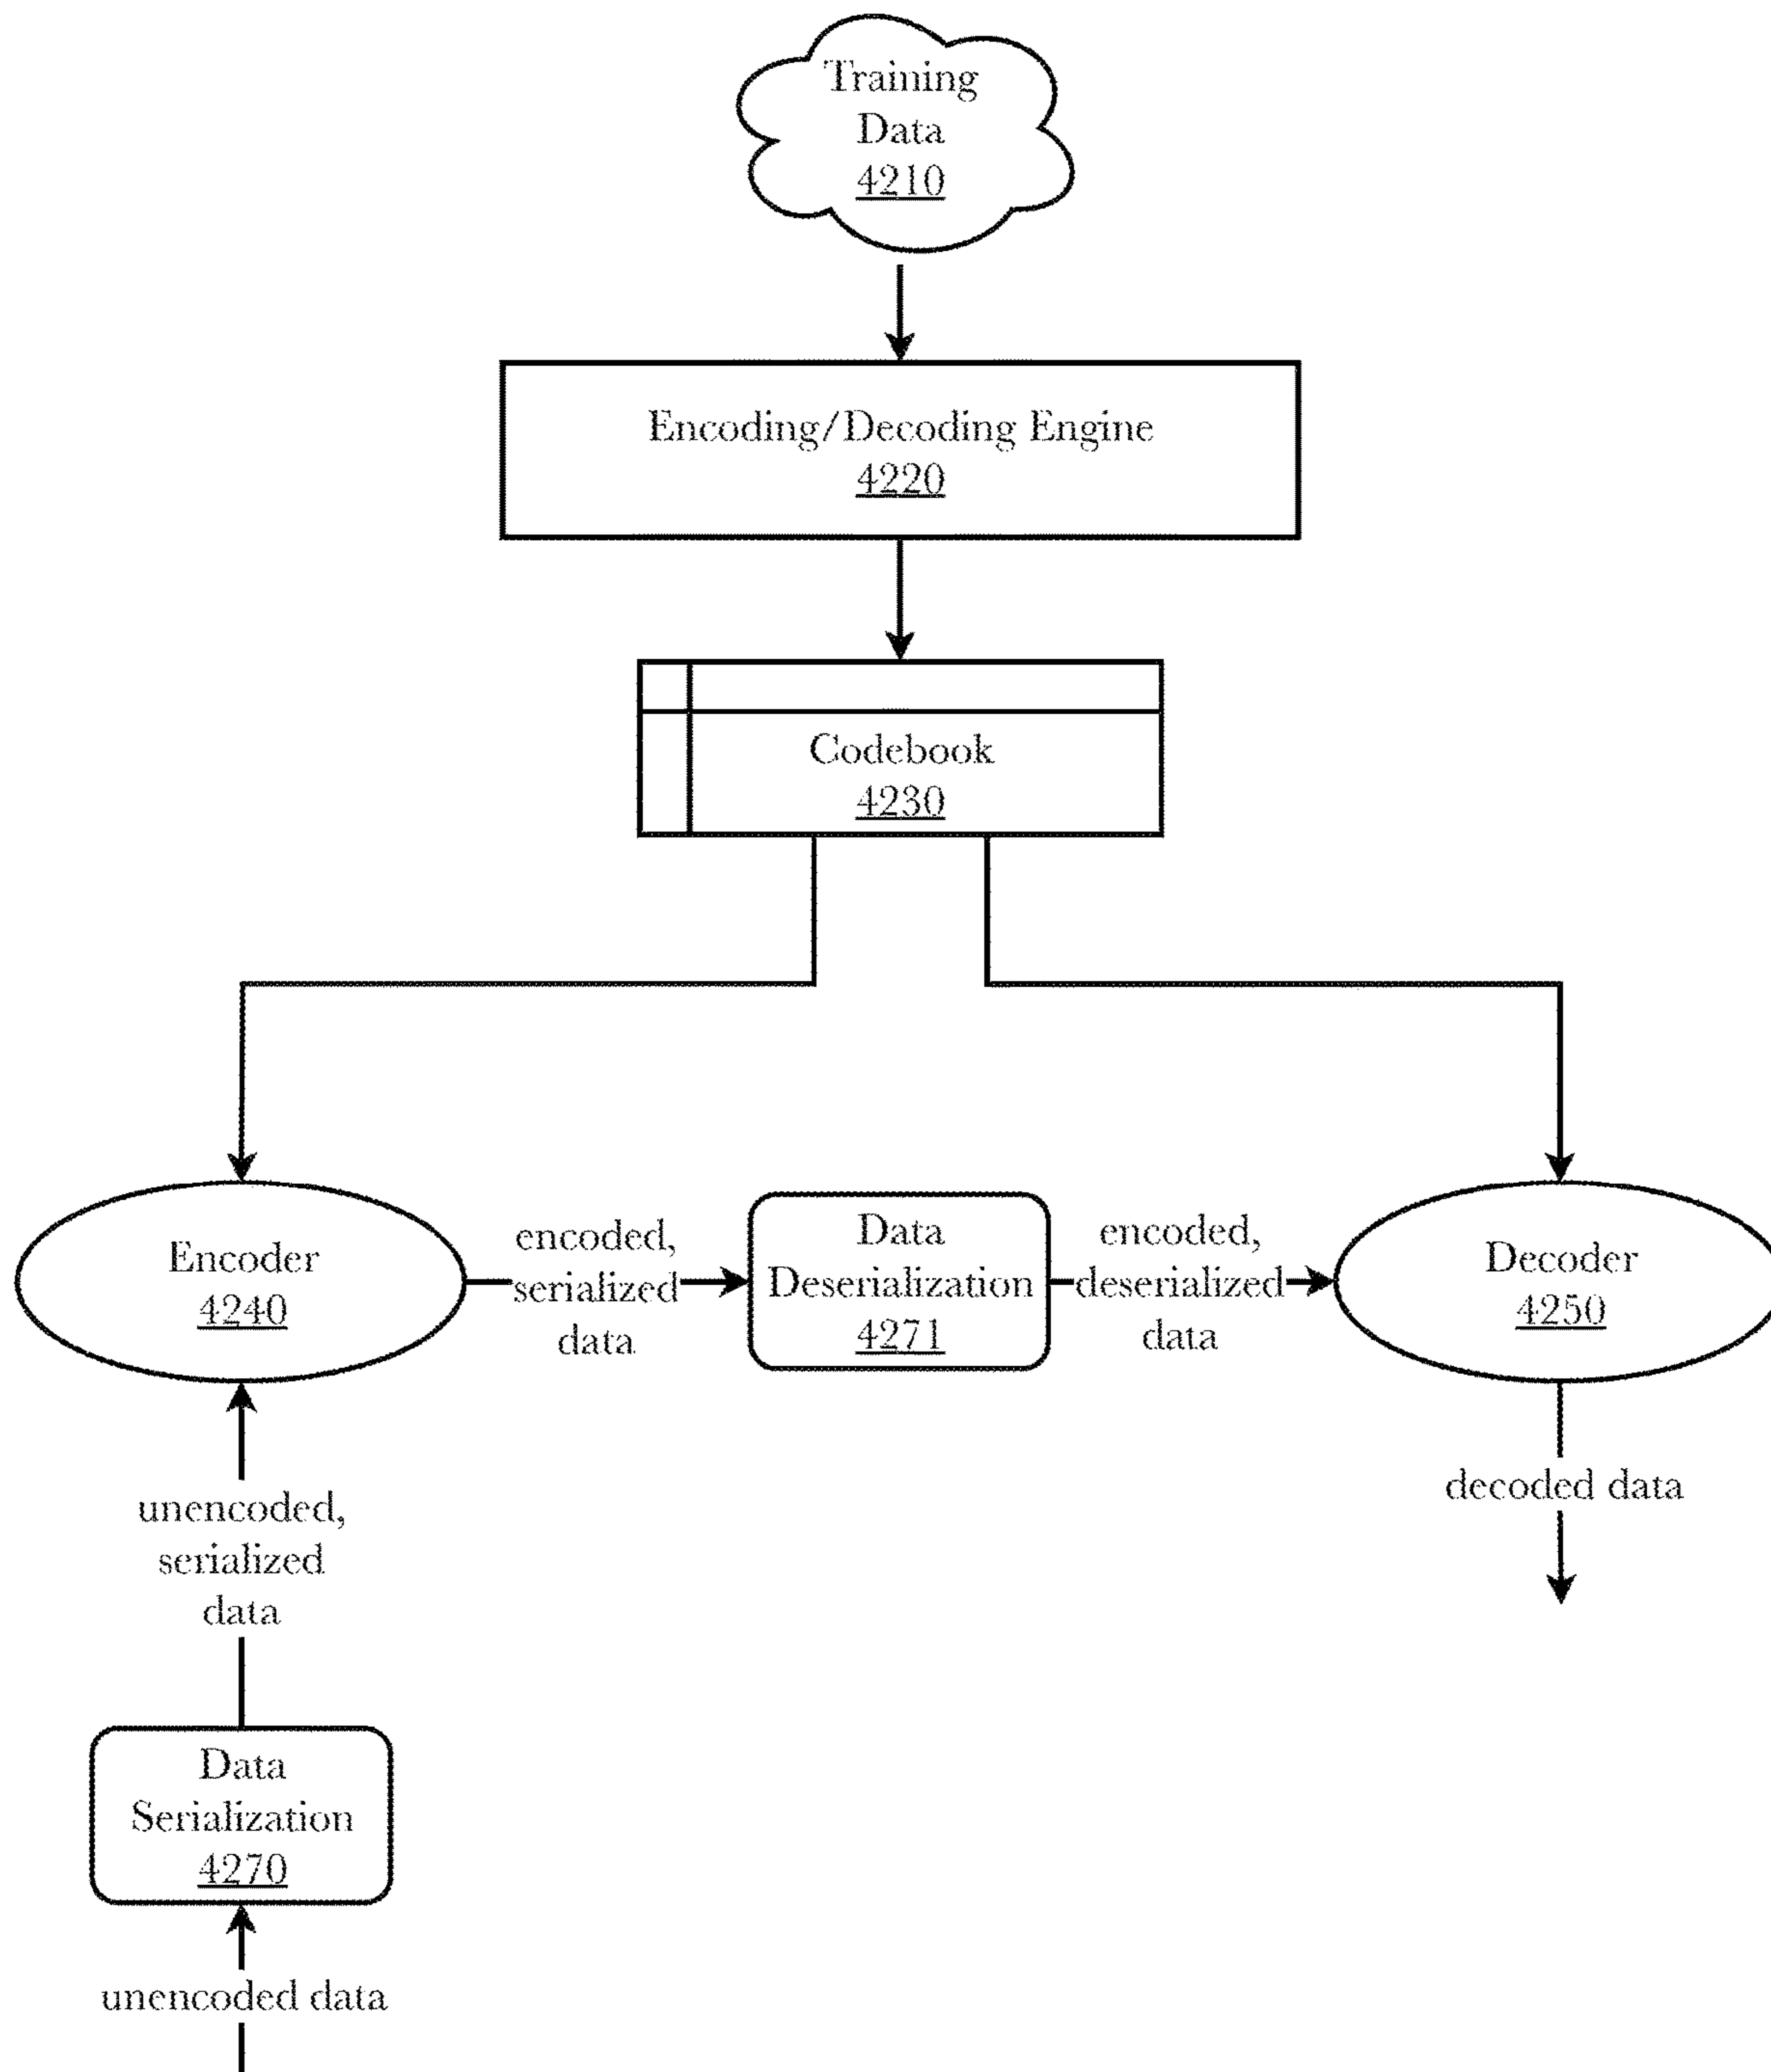 Training
Data
4210
Encoding/Decoding Engine
4220
Codebook
4230
Encoder
4240
encoded,
serialized
data
Data
Deserialization
4271
encoded,
deserialized
data
Decoder
4250
unencoded,
serialized
data
decoded data
Data
Serialization
4270
unencoded data